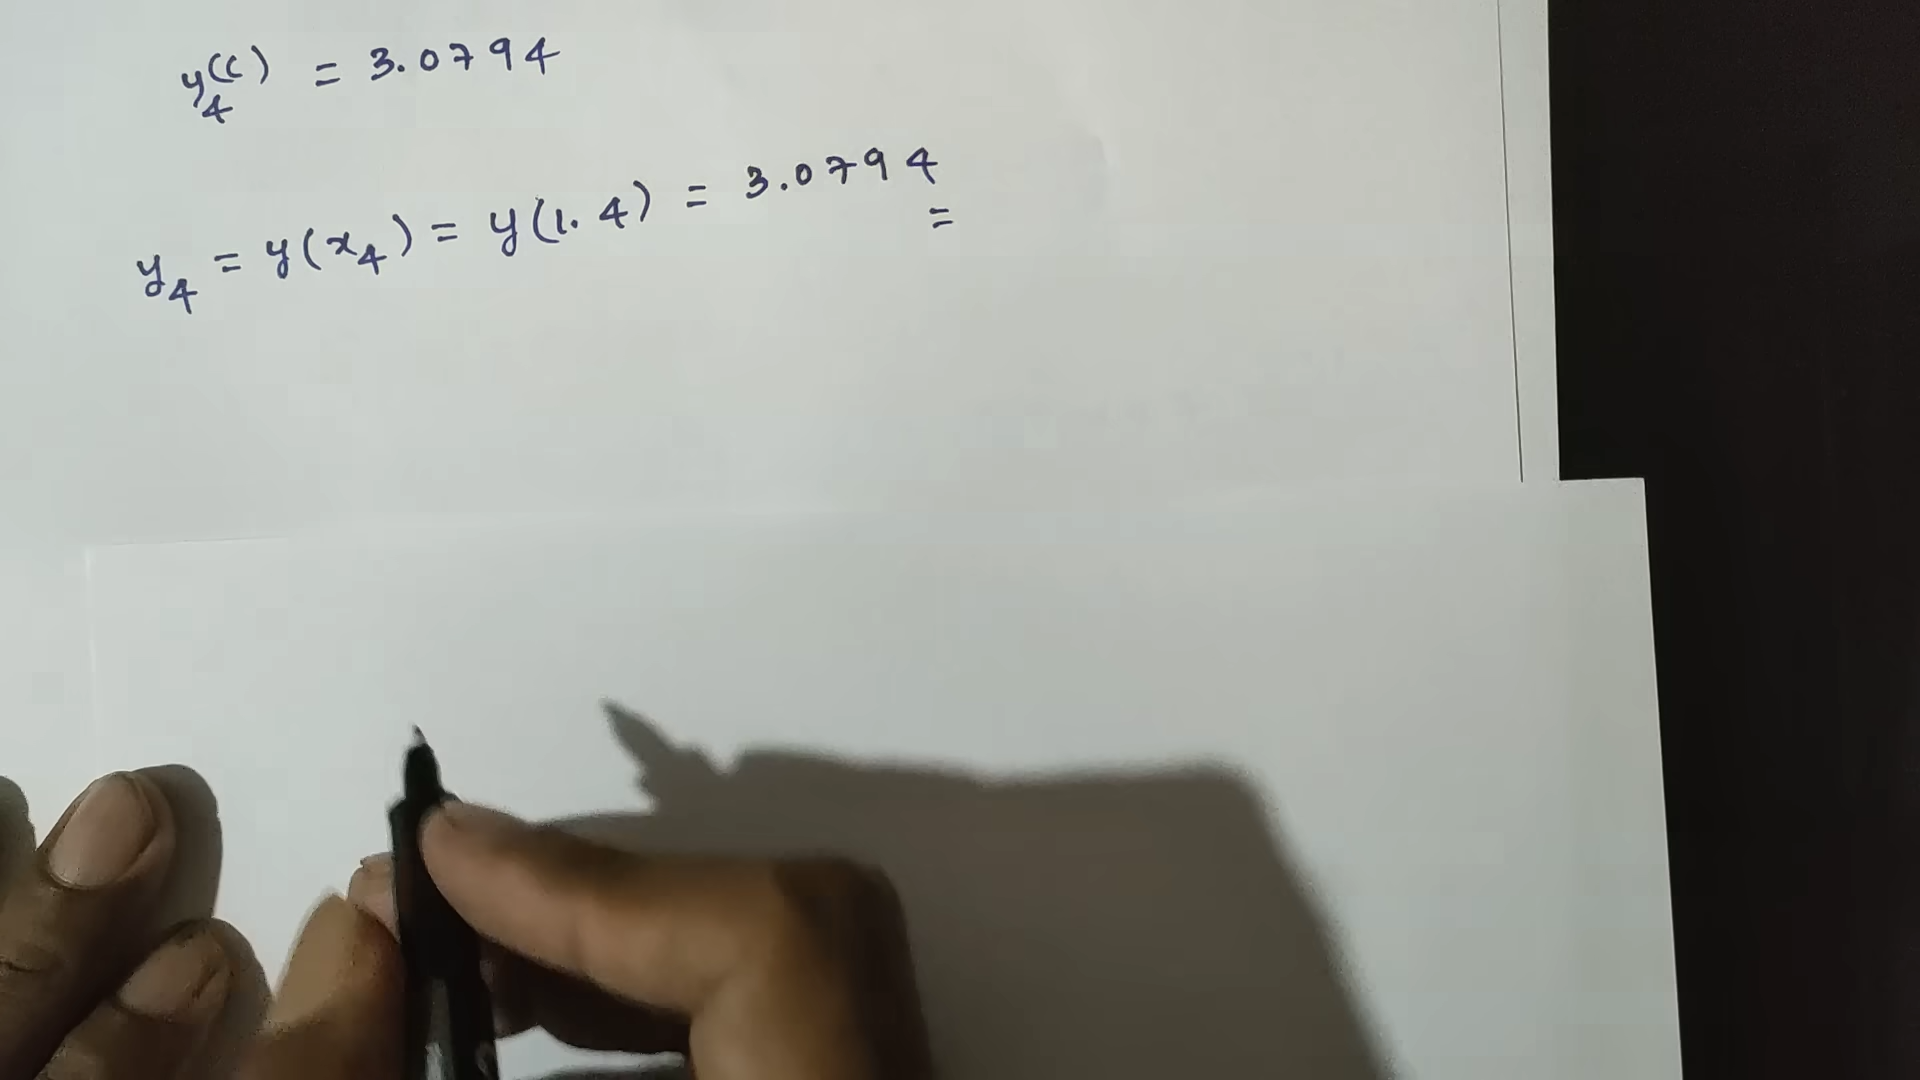 y₄⁽ᶜ⁾ = 3.0794
y₄ = y(x₄) = y(1.4) = 3.0794